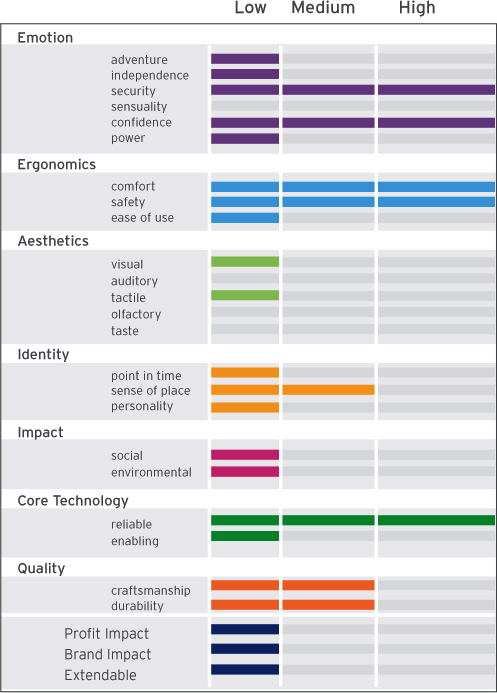 Low Medium High
Emotion
adventure
independence
security
sensuality
confidence
power
Ergonomics
comfort
safety
ease of use
Aesthetics
visual
auditory
tactile
olfactory
taste
Identity
point in time
sense of place
personality
Impact
social
environmental
Core Technology
reliable
enabling
Quality
craftsmanship
durability
Profit Impact
Brand Impact
Extendable